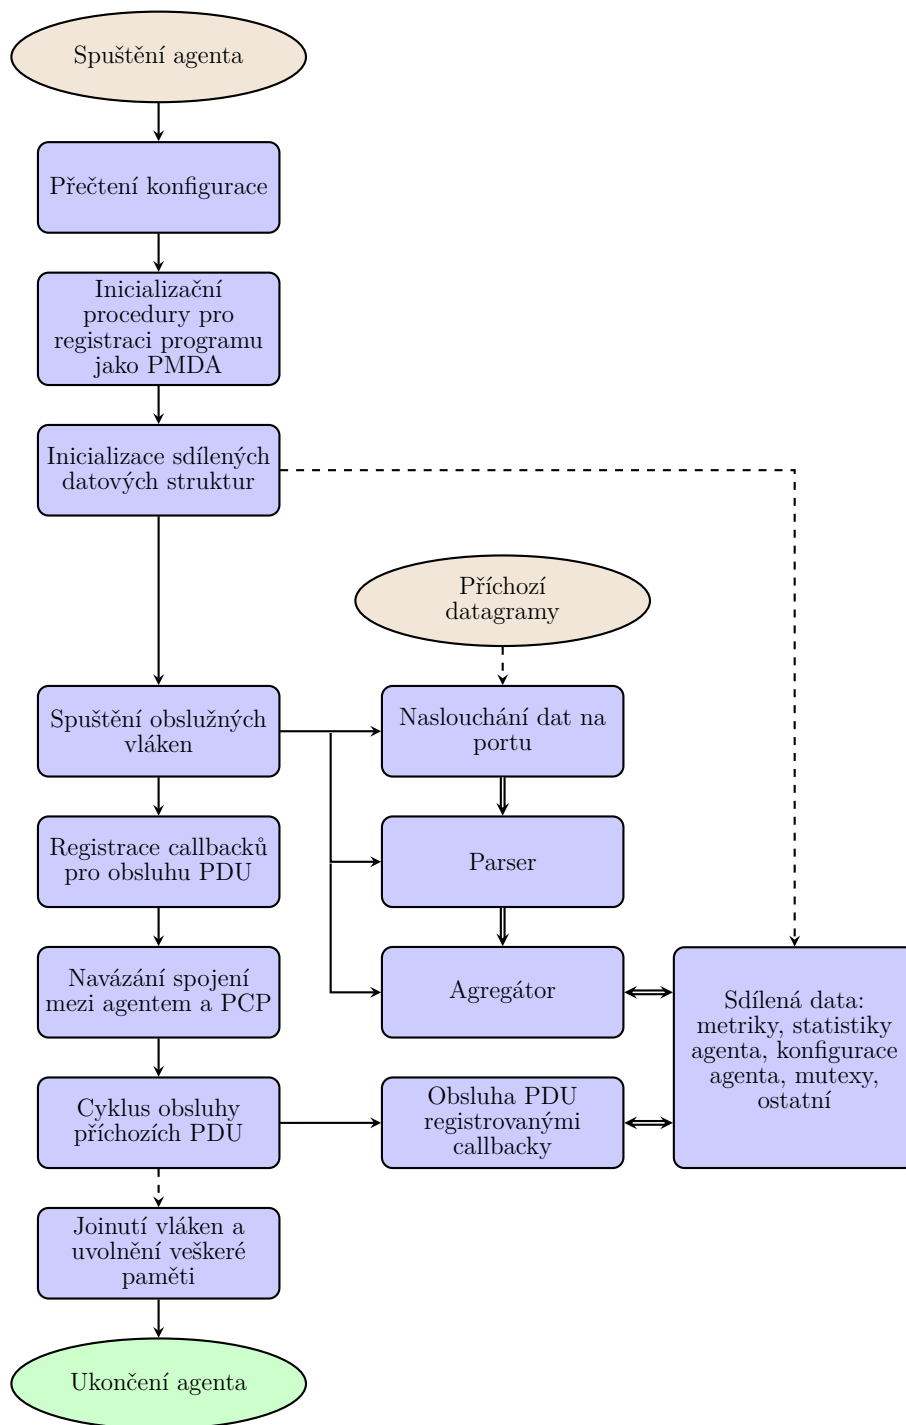 Spuštění agenta
Přečtení konfigurace
Inicializační
procedury pro
registraci programu
jako PMDA
Inicializace sdílených
datových struktur
Příchozí
datagramy
Spuštění obslužných
vláken
Naslouchání dat na
portu
Registrace callbacků
pro obsluhu PDU
Parser
Navázání spojení
mezi agentem a PCP
Agregátor
Sdílená data:
metriky, statistiky
agenta, konfigurace
agenta, mutexy,
ostatní
Cyklus obsluhy
příchozích PDU
Obsluha PDU
registrovanými
callbacky
Joinutí vláken a
uvolnění veškeré
paměti
Ukončení agenta